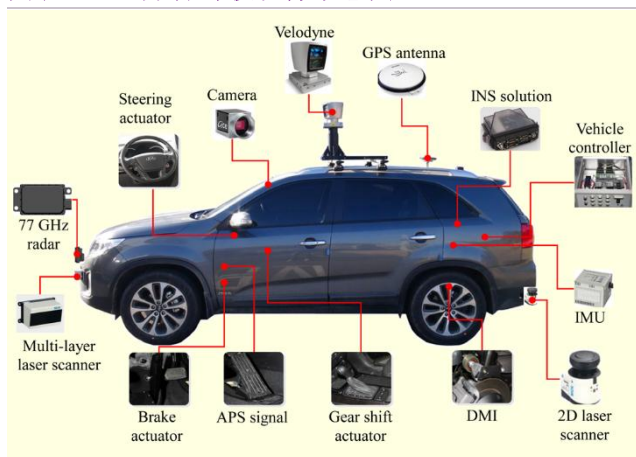 Velodyne
GPS antenna
Steering
actuator
Camera
INS solution
Vehicle
controller
77 GHz
radar
Multi-layer
laser scanner
IMU
Brake
actuator
APS signal
Gear shift
actuator
DMI
2D laser
scanner